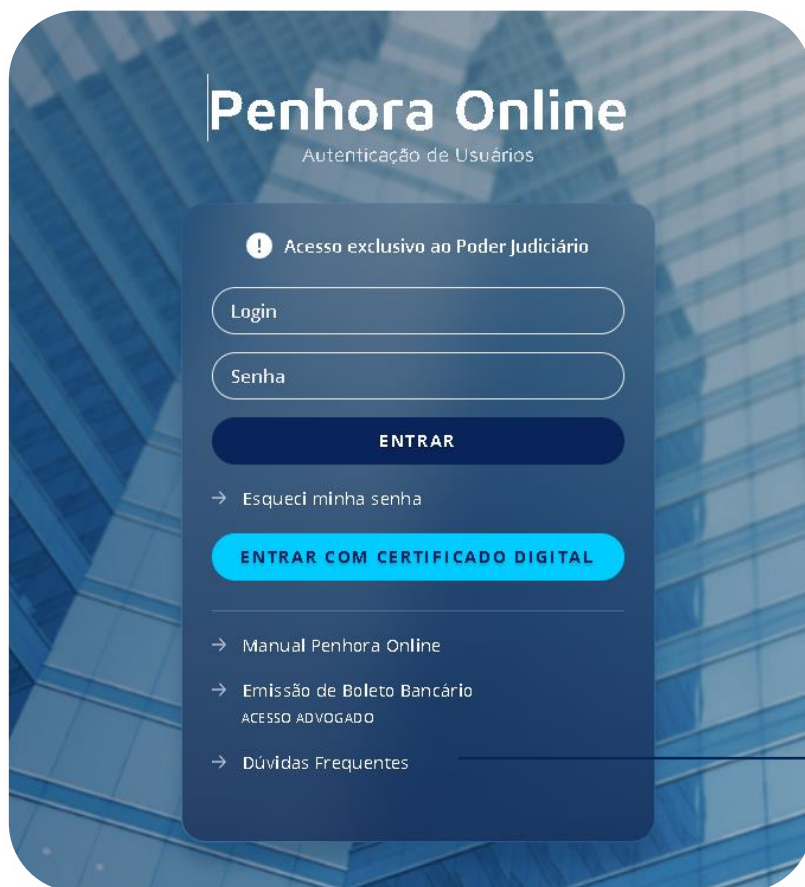 Penhora Online
Autenticação de Usuários
! Acesso exclusivo ao Poder Judiciário
Login
Senha
ENTRAR
→ Esqueci minha senha
ENTRAR COM CERTIFICADO DIGITAL
→ Manual Penhora Online
→ Emissão de Boleto Bancário
ACESSO ADVOGADO
→ Dúvidas Frequentes